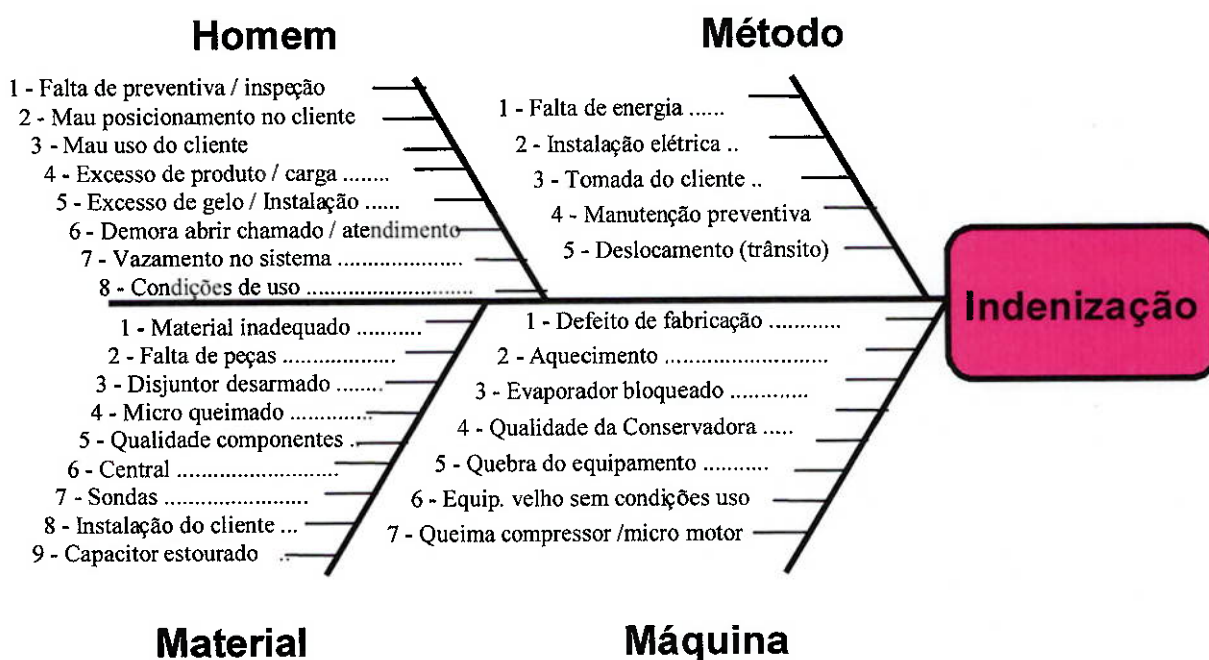 Homem
1 - Falta de preventiva / inspeção
2 - Mau posicionamento no cliente
3 - Mau uso do cliente
4 - Excesso de produto / carga ........
5 - Excesso de gelo / Instalação ......
6 - Demora abrir chamado / atendimento
7 - Vazamento no sistema ......................
8 - Condições de uso ............................
Método
1 - Falta de energia ......
2 - Instalação elétrica ..
3 - Tomada do cliente ..
4 - Manutenção preventiva
5 - Deslocamento (trânsito)
Indenização
1 - Material inadequado ...........
2 - Falta de peças ....................
3 - Disjuntor desarmado ........
4 - Micro queimado ..............
5 - Qualidade componentes ..
6 - Central ............................
7 - Sondas .......................
8 - Instalação do cliente ...
9 - Capacitor estourado ..
Material
1 - Defeito de fabricação ............
2 - Aquecimento ............................
3 - Evaporador bloqueado .............
4 - Qualidade da Conservadora .....
5 - Quebra do equipamento ...........
6 - Equip. velho sem condições uso
7 - Queima compressor /micro motor
Máquina